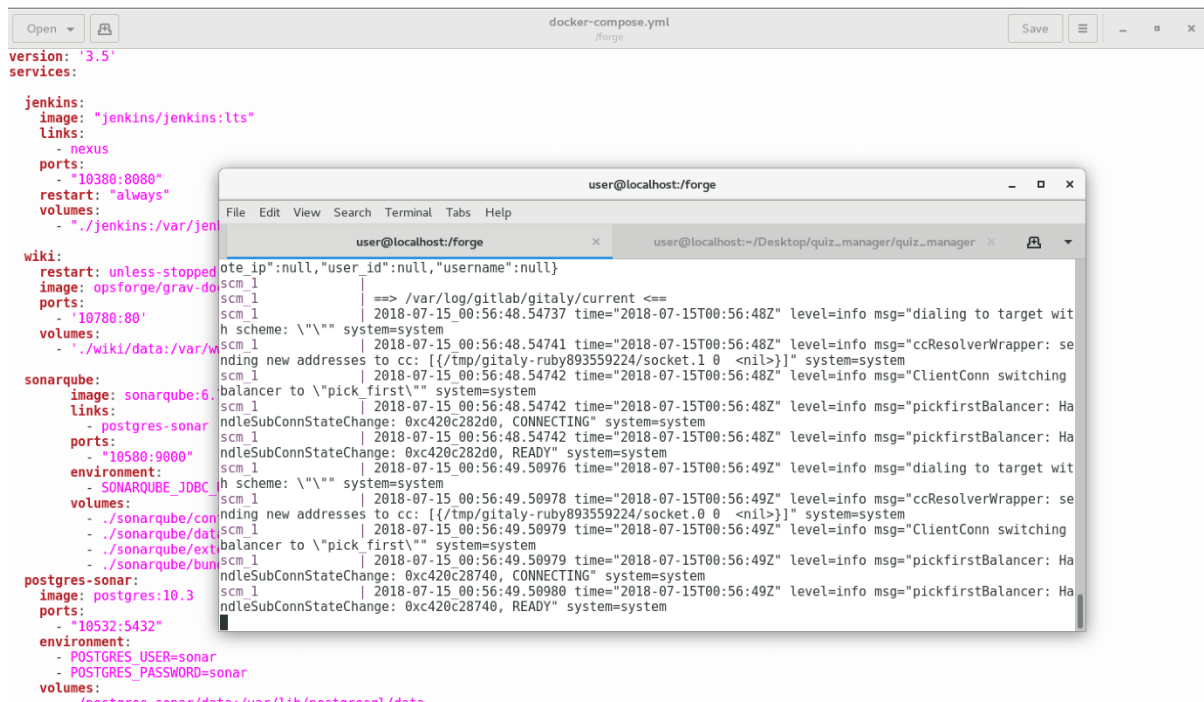 Open
docker-compose.yml
/forge
Save
version: '3.5'
services:
jenkins:
image: "jenkins/jenkins:lts"
links:
- nexus
ports:
- "10380:8080"
restart: "always"
volumes:
- "./jenkins:/var/jen
wiki:
restart: unless-stopped
image: opsforge/grav-do
ports:
- '10780:80'
volumes:
- './wiki/data:/var/w
sonarqube:
image: sonarqube:6.
links:
- postgres-sonar
ports:
- "10580:9000"
environment:
- SONARQUBE_JDBC_
volumes:
- ./sonarqube/con
- ./sonarqube/dat
- ./sonarqube/ext
- ./sonarqube/bun
postgres-sonar:
image: postgres:10.3
ports:
- "10532:5432"
environment:
- POSTGRES_USER=sonar
- POSTGRES_PASSWORD=sonar
volumes:
/postgres-sonar/data:/var/lib/postgresql/data
user@localhost:/forge
File Edit View Search Terminal Tabs Help
user@localhost:/forge
user@localhost:~/Desktop/quiz_manager/quiz_manager
ote_ip":null,"user_id":null,"username":null}
scm_1 |
scm_1 | ==> /var/log/gitlab/gitaly/current <==
scm_1 | 2018-07-15_00:56:48.54737 time="2018-07-15T00:56:48Z" level=info msg="dialing to target wit
h scheme: \"\"" system=system
scm_1 | 2018-07-15_00:56:48.54741 time="2018-07-15T00:56:48Z" level=info msg="ccResolverWrapper: se
nding new addresses to cc: [{/tmp/gitaly-ruby893559224/socket.1 0 <nil>}]" system=system
scm_1 | 2018-07-15_00:56:48.54742 time="2018-07-15T00:56:48Z" level=info msg="ClientConn switching
balancer to \"pick_first\"" system=system
scm_1 | 2018-07-15_00:56:48.54742 time="2018-07-15T00:56:48Z" level=info msg="pickfirstBalancer: Ha
ndleSubConnStateChange: 0xc420c282d0, CONNECTING" system=system
scm_1 | 2018-07-15_00:56:48.54742 time="2018-07-15T00:56:48Z" level=info msg="pickfirstBalancer: Ha
ndleSubConnStateChange: 0xc420c282d0, READY" system=system
scm_1 | 2018-07-15_00:56:49.50976 time="2018-07-15T00:56:49Z" level=info msg="dialing to target wit
h scheme: \"\"" system=system
scm_1 | 2018-07-15_00:56:49.50978 time="2018-07-15T00:56:49Z" level=info msg="ccResolverWrapper: se
nding new addresses to cc: [{/tmp/gitaly-ruby893559224/socket.0 0 <nil>}]" system=system
scm_1 | 2018-07-15_00:56:49.50979 time="2018-07-15T00:56:49Z" level=info msg="ClientConn switching
balancer to \"pick_first\"" system=system
scm_1 | 2018-07-15_00:56:49.50979 time="2018-07-15T00:56:49Z" level=info msg="pickfirstBalancer: Ha
ndleSubConnStateChange: 0xc420c28740, CONNECTING" system=system
scm_1 | 2018-07-15_00:56:49.50980 time="2018-07-15T00:56:49Z" level=info msg="pickfirstBalancer: Ha
ndleSubConnStateChange: 0xc420c28740, READY" system=system